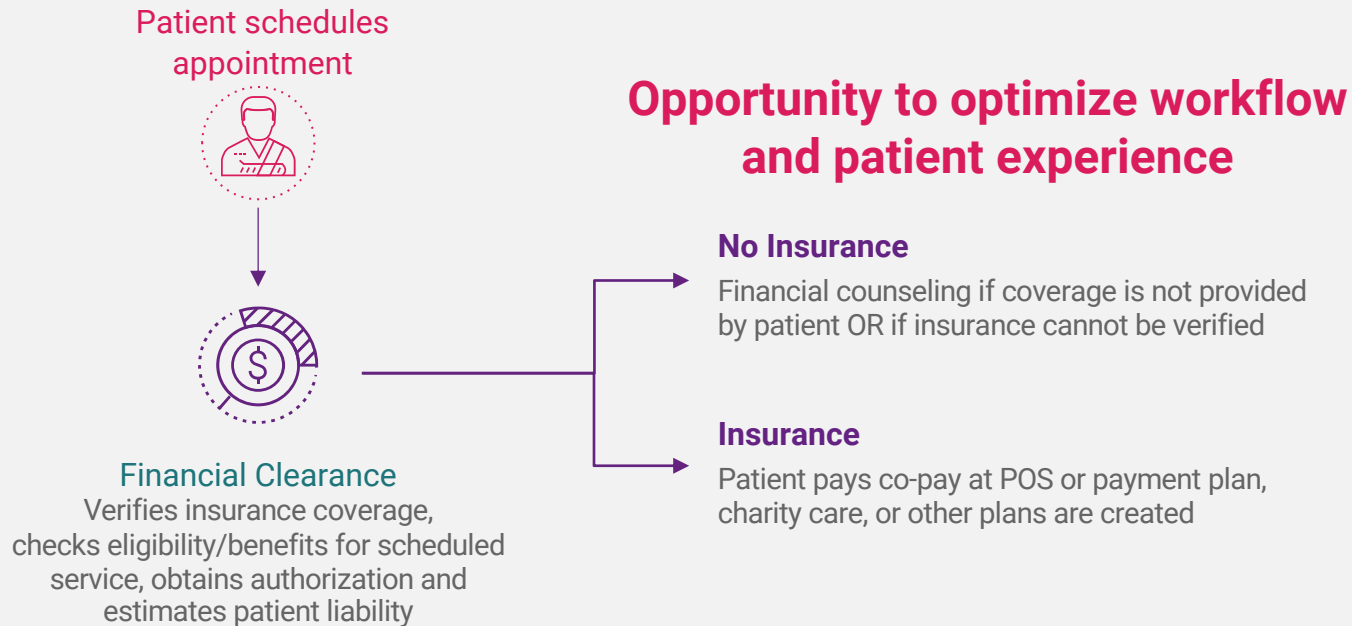 Patient schedules
appointment
Opportunity to optimize workflow
and patient experience
$
Financial Clearance
Verifies insurance coverage,
checks eligibility/benefits for scheduled
service, obtains authorization and
estimates patient liability
No Insurance
Financial counseling if coverage is not provided
by patient OR if insurance cannot be verified
Insurance
Patient pays co-pay at POS or payment plan,
charity care, or other plans are created